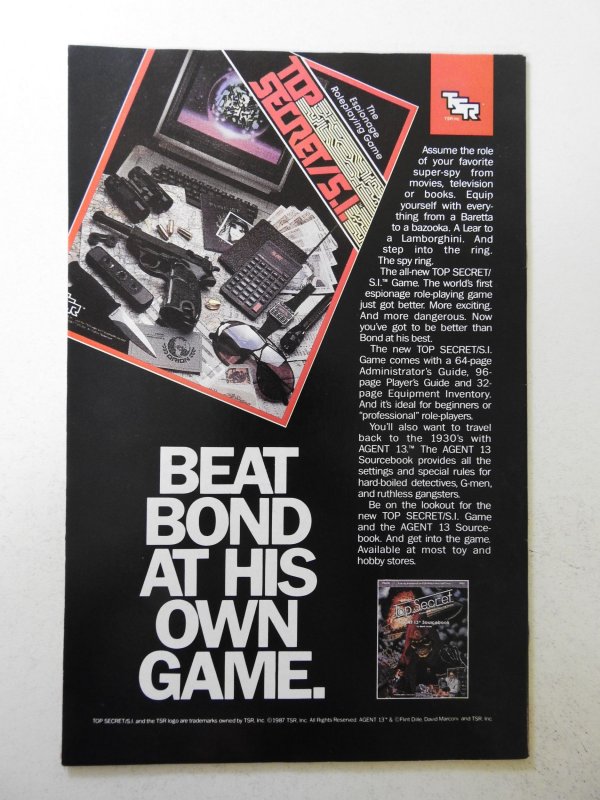 TOP
SECRET/S.I.
The
Espionage
Roleplaying Game
TSR
TSR Inc.
Assume the role
of your favorite
super-spy from
movies, television
or books. Equip
yourself with every-
thing from a Baretta
to a bazooka. A Lear to
a Lamborghini. And
step into the ring.
The spy ring.
The all-new TOP SECRET/
S.I.™ Game. The world's first
espionage role-playing game
just got better. More exciting.
And more dangerous. Now
you've got to be better than
Bond at his best.
The new TOP SECRET/S.I.
Game comes with a 64-page
Administrator's Guide, 96-
page Player's Guide and 32-
page Equipment Inventory.
And it's ideal for beginners or
“professional” role-players.
You'll also want to travel
back to the 1930's with
AGENT 13.™ The AGENT 13
Sourcebook provides all the
settings and special rules for
hard-boiled detectives, G-men,
and ruthless gangsters.
Be on the lookout for the
new TOP SECRET/S.I. Game
and the AGENT 13 Source-
book. And get into the game.
Available at most toy and
hobby stores.
BEAT
BOND
AT HIS
OWN
GAME.
Top Secret
AGENT 13 Sourcebook
TOP SECRET/S.I. and the TSR logo are trademarks owned by TSR, Inc. ©1987 TSR, Inc. All Rights Reserved. AGENT 13™ & ©Flint Dille, David Marconi, and TSR, Inc.